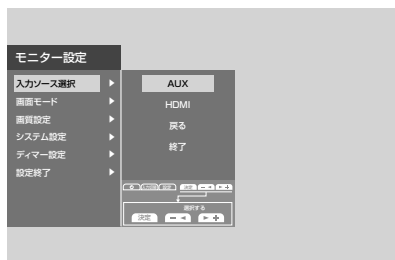 モニター設定
入力ソース選択 ▶
画面モード ▶
画質設定 ▶
システム設定 ▶
ディマー設定 ▶
設定終了 ▶
AUX
HDMI
戻る
終了
決定 − ◀ ▶ +
選択する
決定 − ◀ ▶ +